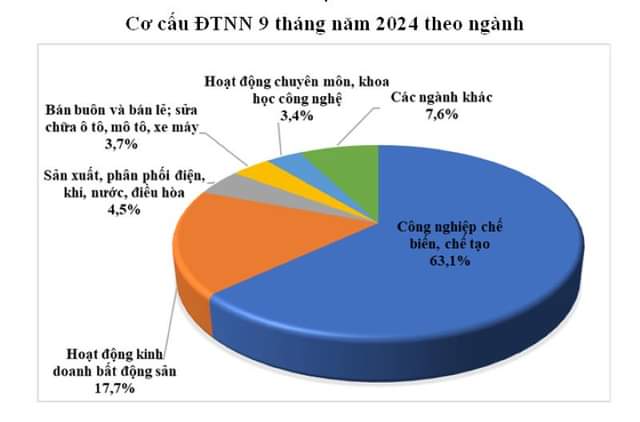 Cơ cấu ĐTNN 9 tháng năm 2024 theo ngành
Hoạt động chuyên môn, khoa
học công nghệ
3,4%
Các ngành khác
7,6%
Bán buôn và bán lẻ; sửa
chữa ô tô, mô tô, xe máy
3,7%
Sản xuất, phân phối điện,
khí, nước, điều hòa
4,5%
Công nghiệp chế
biến, chế tạo
63,1%
Hoạt động kinh
doanh bất động sản
17,7%